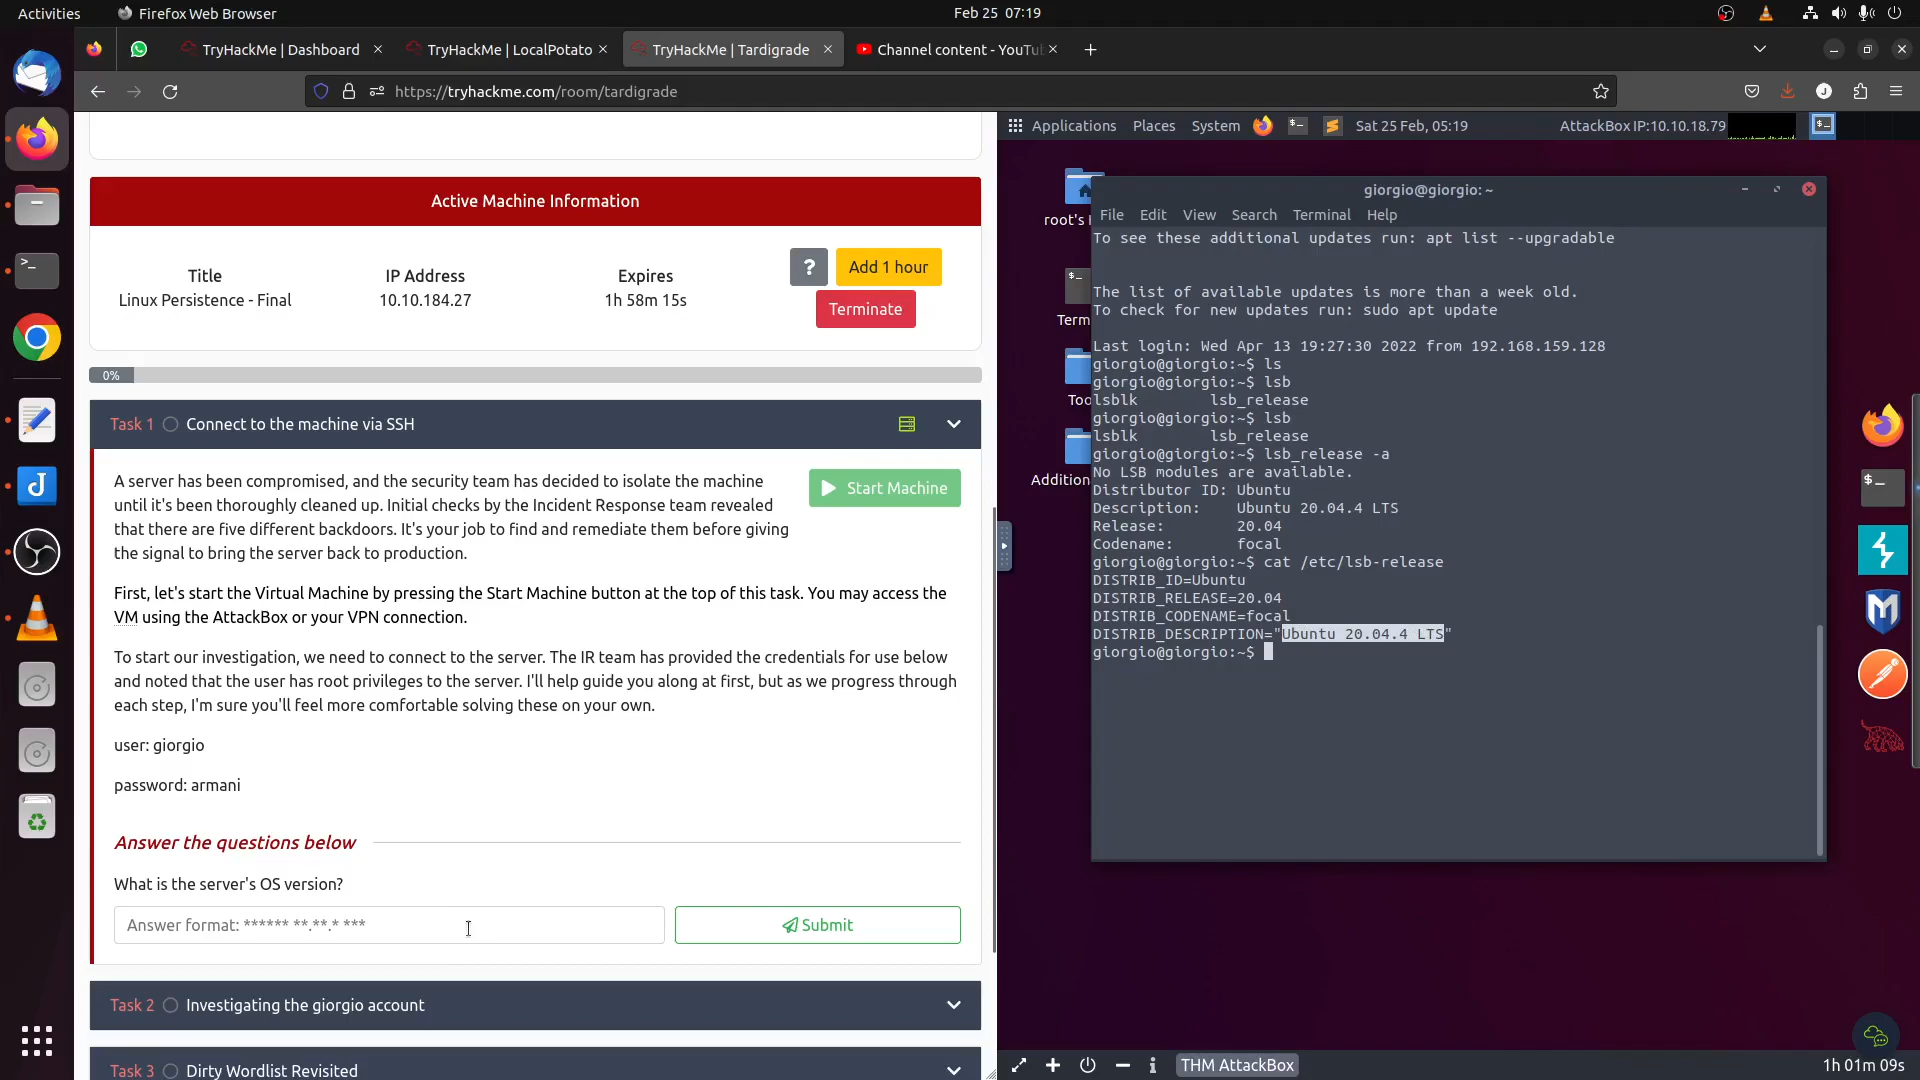 Activities
Firefox Web Browser
Feb 25 07:19
TryHackMe | Dashboard
TryHackMe | LocalPotato
TryHackMe | Tardigrade
Channel content - YouTu
https://tryhackme.com/room/tardigrade
Applications Places System
Sat 25 Feb, 05:19
AttackBox IP:10.10.18.79
Active Machine Information
Title
IP Address
Expires
Linux Persistence - Final
10.10.184.27
1h 58m 15s
?
Add 1 hour
Terminate
0%
Task 1 Connect to the machine via SSH
A server has been compromised, and the security team has decided to isolate the machine
until it's been thoroughly cleaned up. Initial checks by the Incident Response team revealed
that there are five different backdoors. It's your job to find and remediate them before giving
the signal to bring the server back to production.
Start Machine
First, let's start the Virtual Machine by pressing the Start Machine button at the top of this task. You may access the
VM using the AttackBox or your VPN connection.
To start our investigation, we need to connect to the server. The IR team has provided the credentials for use below
and noted that the user has root privileges to the server. I'll help guide you along at first, but as we progress through
each step, I'm sure you'll feel more comfortable solving these on your own.
user: giorgio
password: armani
Answer the questions below
What is the server's OS version?
Answer format: ****** **.**.* ***
Submit
Task 2 Investigating the giorgio account
Task 3 Dirty Wordlist Revisited
root's
Term
Too
Addition
giorgio@giorgio: ~
File Edit View Search Terminal Help
To see these additional updates run: apt list --upgradable
The list of available updates is more than a week old.
To check for new updates run: sudo apt update
Last login: Wed Apr 13 19:27:30 2022 from 192.168.159.128
giorgio@giorgio:~$ ls
giorgio@giorgio:~$ lsb
lsblk lsb_release
giorgio@giorgio:~$ lsb
lsblk lsb_release
giorgio@giorgio:~$ lsb_release -a
No LSB modules are available.
Distributor ID: Ubuntu
Description: Ubuntu 20.04.4 LTS
Release: 20.04
Codename: focal
giorgio@giorgio:~$ cat /etc/lsb-release
DISTRIB_ID=Ubuntu
DISTRIB_RELEASE=20.04
DISTRIB_CODENAME=focal
DISTRIB_DESCRIPTION="Ubuntu 20.04.4 LTS"
giorgio@giorgio:~$
THM AttackBox
1h 01m 09s